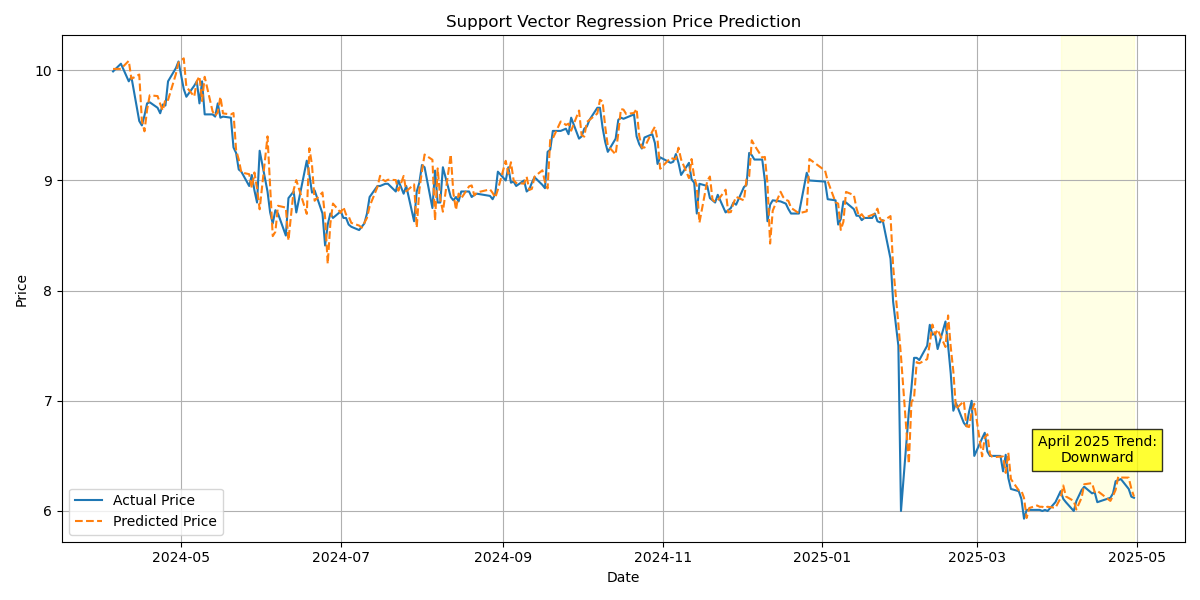 Support Vector Regression Price Prediction
Price
10
9
8
7
6
April 2025 Trend:
Downward
Actual Price
Predicted Price
2024-05
2024-07
2024-09
2024-11
2025-01
2025-03
2025-05
Date